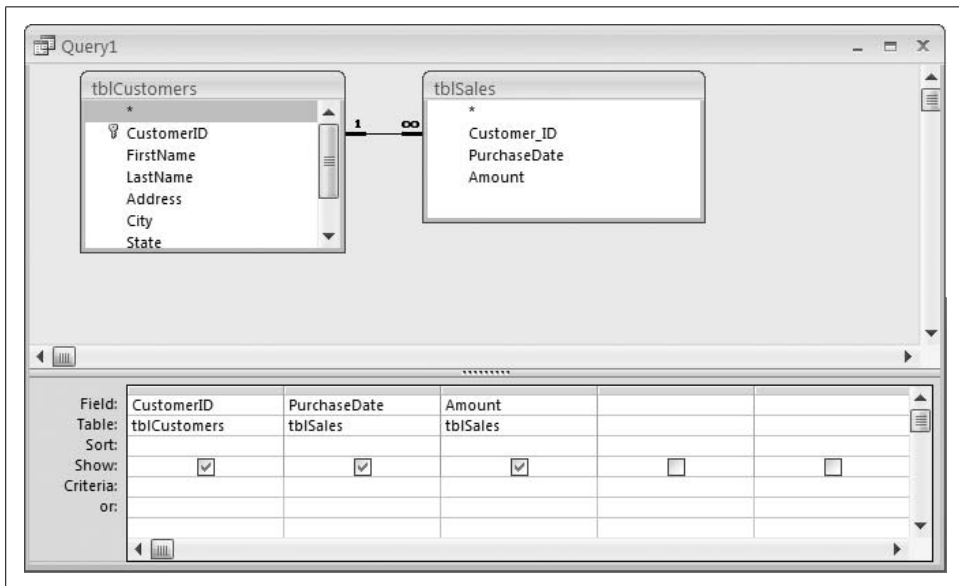 Query1
tblCustomers
*
CustomerID
FirstName
LastName
Address
City
State
1 ∞
tblSales
*
Customer_ID
PurchaseDate
Amount
Field: CustomerID PurchaseDate Amount
Table: tblCustomers tblSales tblSales
Sort:
Show:
Criteria:
or: